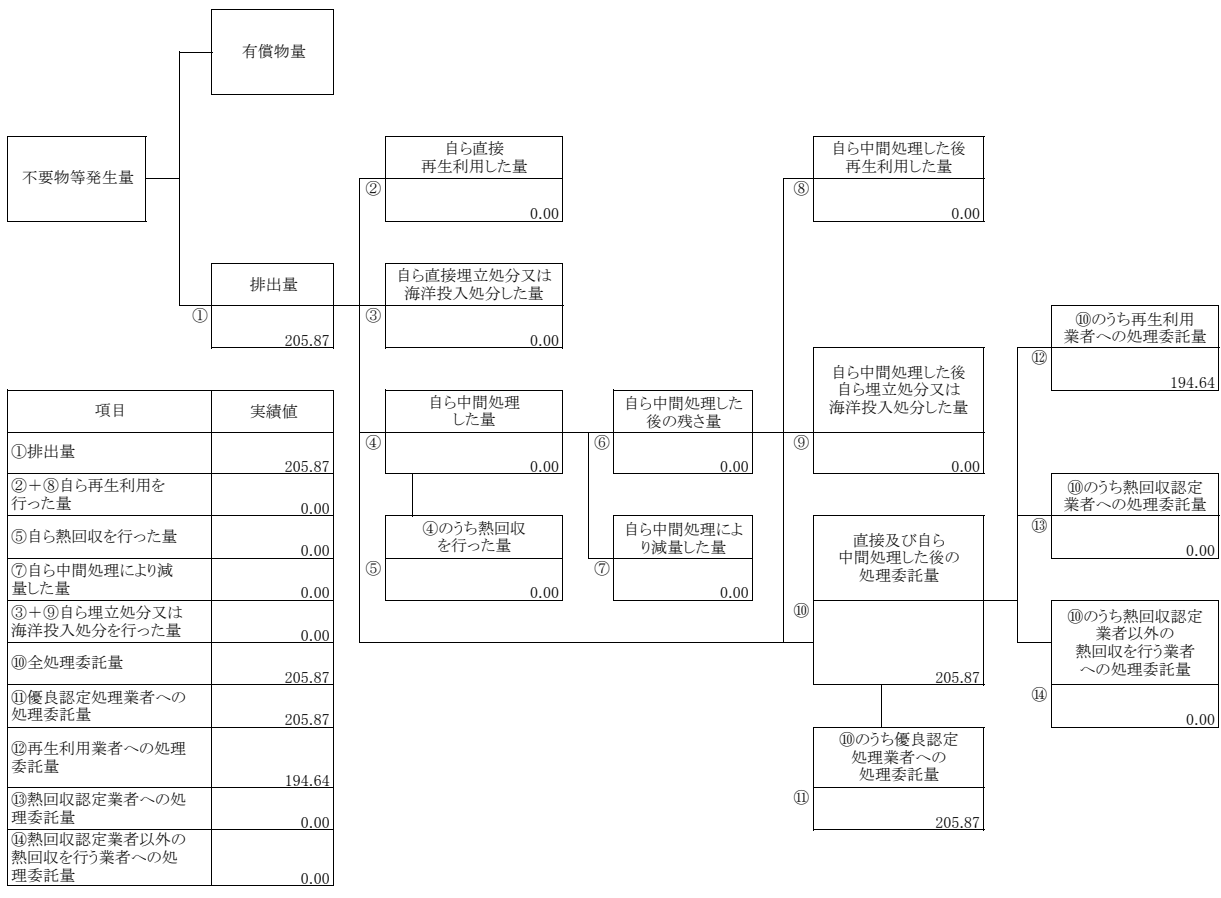 有償物量
不要物等発生量
排出量
①
205.87
自ら直接
再生利用した量
②
0.00
自ら直接埋立処分又は
海洋投入処分した量
③
0.00
自ら中間処理
した量
④
0.00
④のうち熱回収
を行った量
⑤
0.00
自ら中間処理した
後の残さ量
⑥
0.00
自ら中間処理によ
り減量した量
⑦
0.00
自ら中間処理した後
再生利用した量
⑧
0.00
自ら中間処理した後
自ら埋立処分又は
海洋投入処分した量
⑨
0.00
直接及び自ら
中間処理した後の
処理委託量
⑩
205.87
⑩のうち優良認定
処理業者への
処理委託量
⑪
205.87
⑩のうち再生利用
業者への処理委託量
⑫
194.64
⑩のうち熱回収認定
業者への処理委託量
⑬
0.00
⑩のうち熱回収認定
業者以外の
熱回収を行う業者
への処理委託量
⑭
0.00
項目 実績値
①排出量
205.87
②＋⑧自ら再生利用を
行った量
0.00
⑤自ら熱回収を行った量
0.00
⑦自ら中間処理により減
量した量
0.00
③＋⑨自ら埋立処分又は
海洋投入処分を行った量
0.00
⑩全処理委託量
205.87
⑪優良認定処理業者への
処理委託量
205.87
⑫再生利用業者への処理
委託量
194.64
⑬熱回収認定業者への処
理委託量
0.00
⑭熱回収認定業者以外の
熱回収を行う業者への処
理委託量
0.00